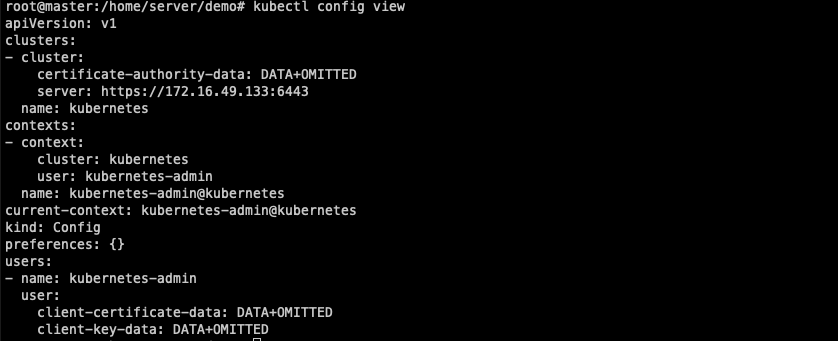 root@master:/home/server/demo# kubectl config view
apiVersion: v1
clusters:
- cluster:
    certificate-authority-data: DATA+OMITTED
    server: https://172.16.49.133:6443
  name: kubernetes
contexts:
- context:
    cluster: kubernetes
    user: kubernetes-admin
  name: kubernetes-admin@kubernetes
current-context: kubernetes-admin@kubernetes
kind: Config
preferences: {}
users:
- name: kubernetes-admin
  user:
    client-certificate-data: DATA+OMITTED
    client-key-data: DATA+OMITTED